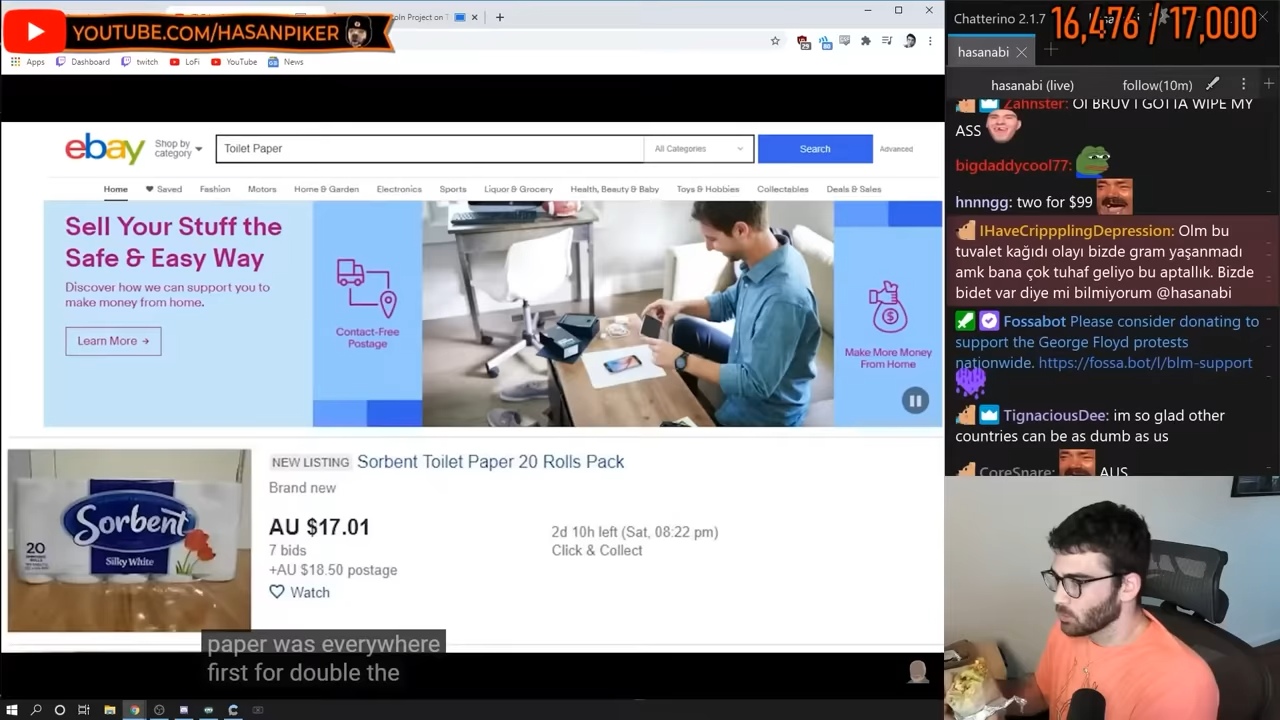 YOUTUBE.COM/HASANPIKER
oln Project on T
Apps Dashboard twitch LoFi YouTube News
ebay
Shop by
category
Toilet Paper
All Categories
Search
Advanced
Home Saved Fashion Motors Home & Garden Electronics Sports Liquor & Grocery Health, Beauty & Baby Toys & Hobbies Collectables Deals & Sales
Sell Your Stuff the
Safe & Easy Way
Discover how we can support you to
make money from home.
Learn More →
Contact-Free
Postage
Make More Money
From Home
NEW LISTING Sorbent Toilet Paper 20 Rolls Pack
Brand new
AU $17.01
7 bids
+AU $18.50 postage
Watch
2d 10h left (Sat, 08:22 pm)
Click & Collect
Sorbent
20
Silky White
paper was everywhere
first for double the
Chatterino 2.1.7
16,476 / 17,000
hasanabi
hasanabi (live) follow(10m)
Zahnster: OI BRUV I GOTTA WIPE MY
ASS
bigdaddycool77:
hnnngg: two for $99
IHaveCrippplingDepression: Olm bu
tuvalet kağıdı olayı bizde gram yaşanmadı
amk bana çok tuhaf geliyo bu aptallık. Bizde
bidet var diye mi bilmiyorum @hasanabi
Fossabot Please consider donating to
support the George Floyd protests
nationwide. https://fossa.bot/l/blm-support
TignaciousDee: im so glad other
countries can be as dumb as us
CoreSnare: AUS